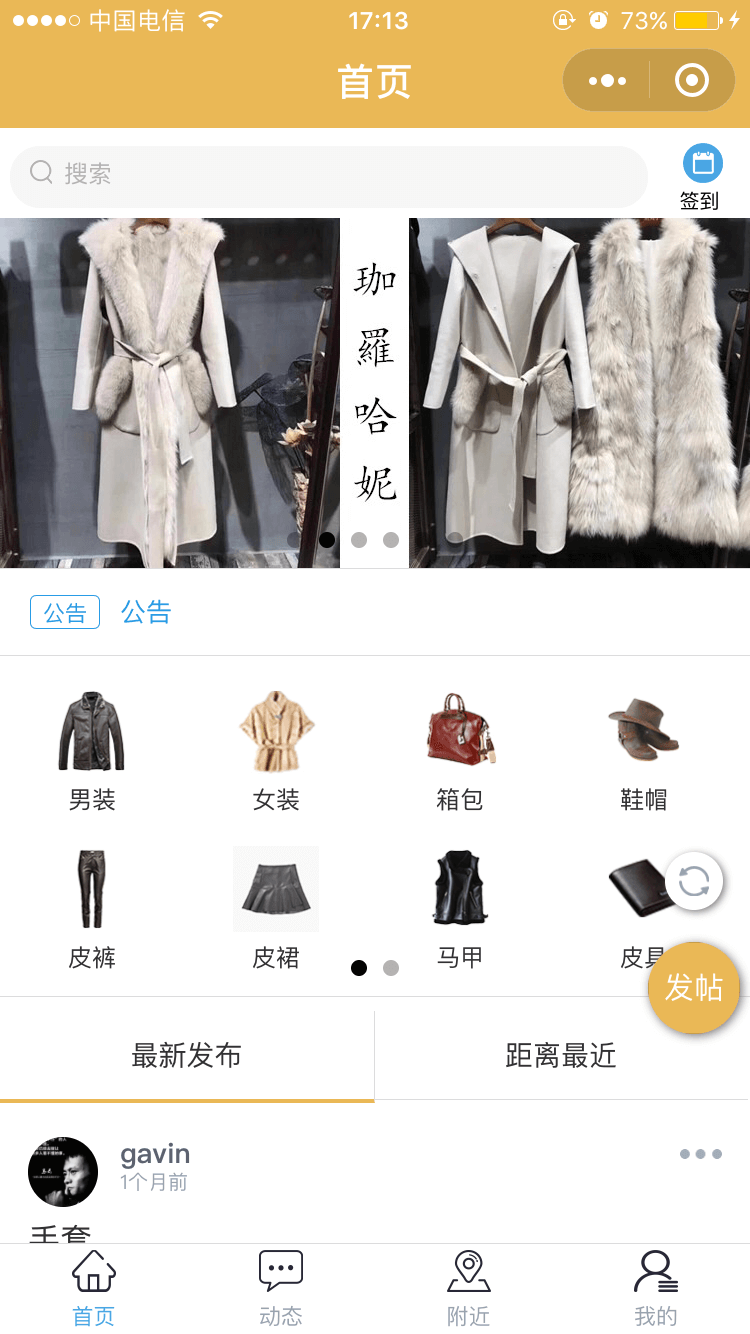 中国电信
17:13
73%
首页
搜索
签到
珈
羅
哈
妮
公告 公告
男装 女装 箱包 鞋帽
皮裤 皮裙 马甲 皮具
发帖
最新发布 距离最近
gavin
1个月前
手套
首页 动态 附近 我的